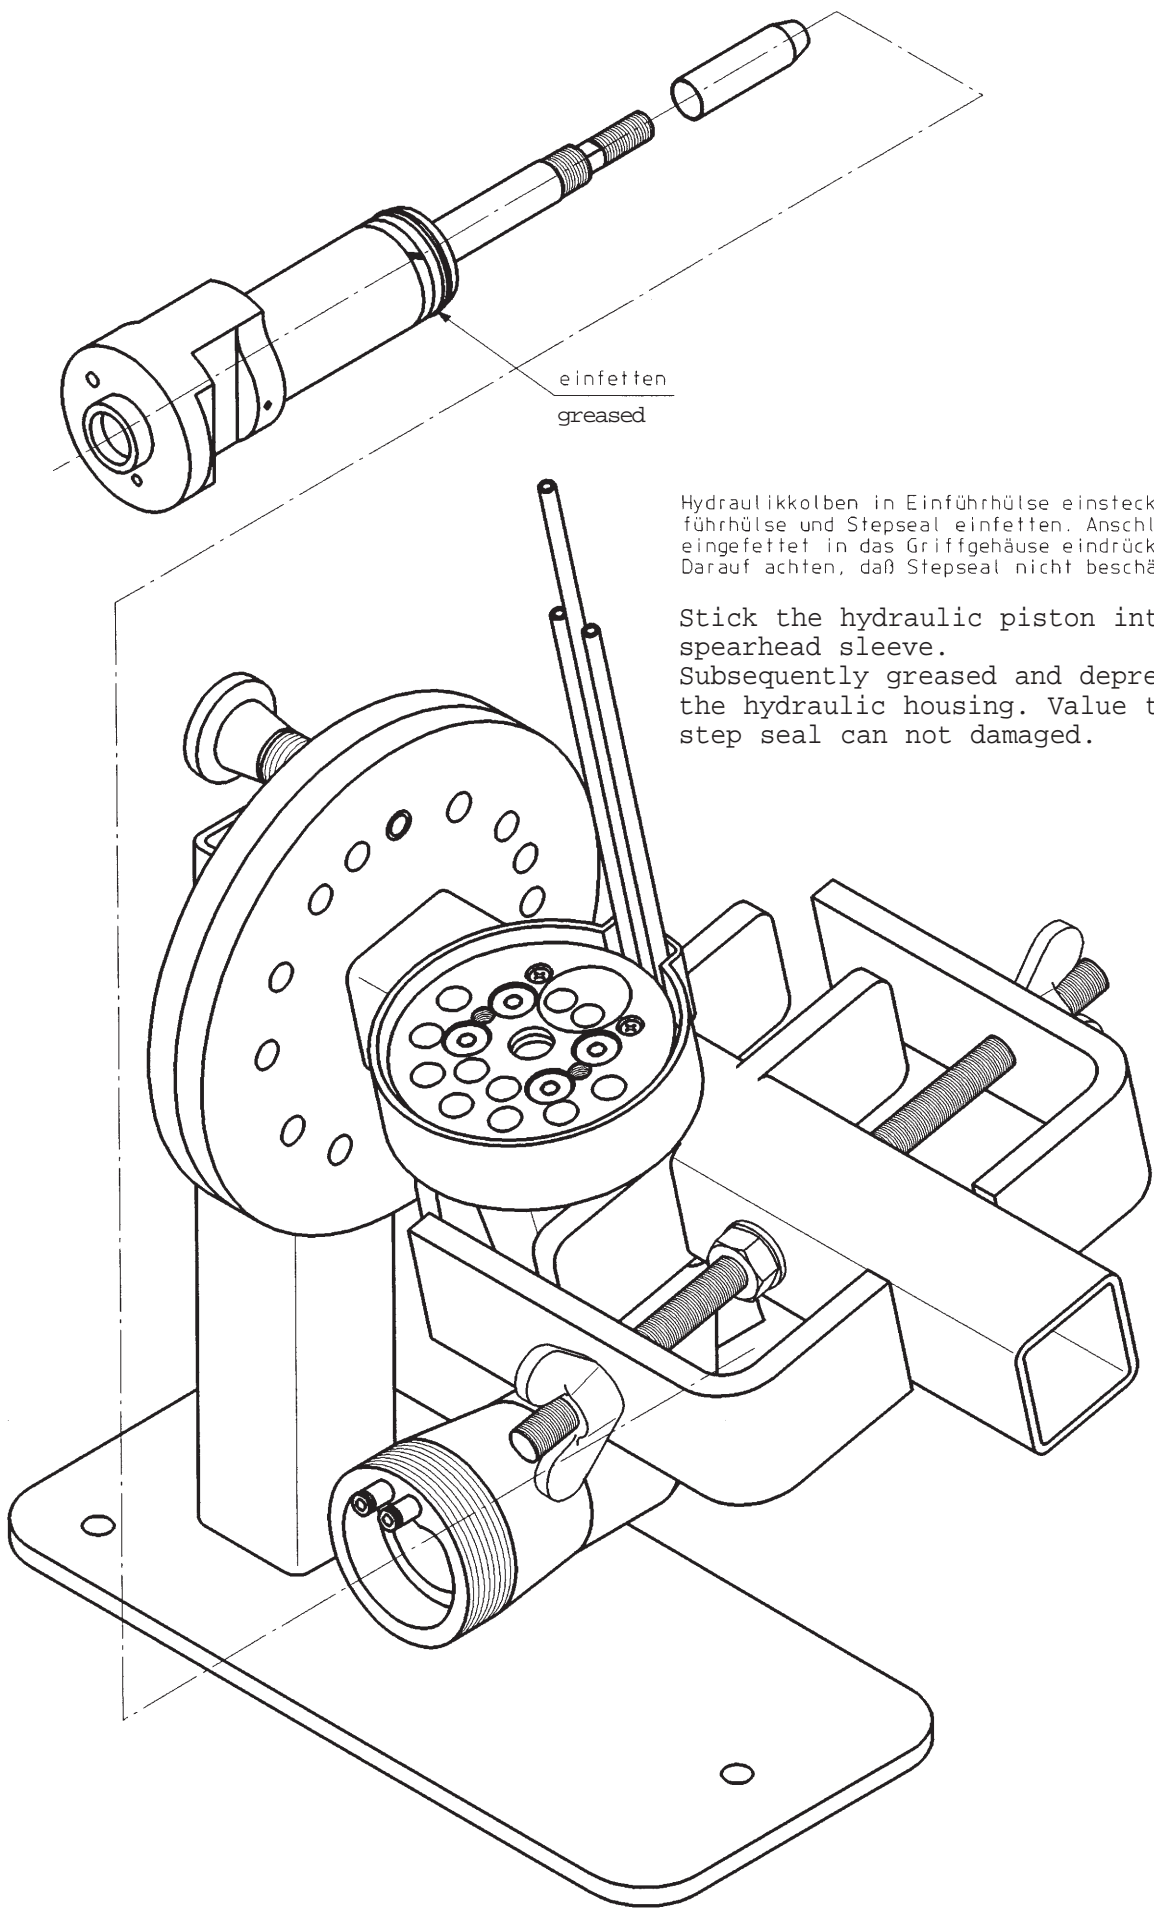 einfetten
greased
Hydraulikkolben in Einführhülse einsteck
führhülse und Stepseal einfetten. Anschl
eingefettet in das Griffgehäuse eindrück
Darauf achten, daß Stepseal nicht beschä
Stick the hydraulic piston int
spearhead sleeve.
Subsequently greased and depre
the hydraulic housing. Value t
step seal can not damaged.